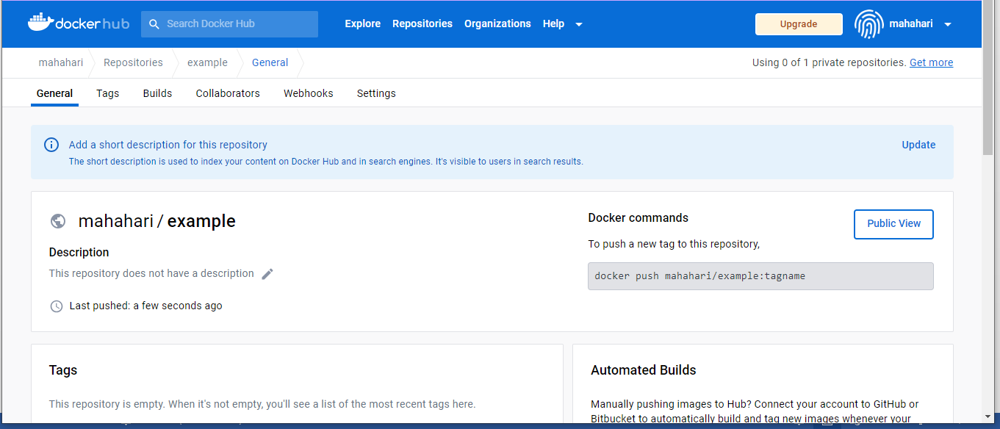 dockerhub Search Docker Hub Explore Repositories Organizations Help Upgrade mahahari
mahahari Repositories example General Using 0 of 1 private repositories. Get more
General Tags Builds Collaborators Webhooks Settings
Add a short description for this repository Update
The short description is used to index your content on Docker Hub and in search engines. It's visible to users in search results.
mahahari / example
Description
This repository does not have a description
Last pushed: a few seconds ago
Docker commands
Public View
To push a new tag to this repository,
docker push mahahari/example:tagname
Tags
This repository is empty. When it's not empty, you'll see a list of the most recent tags here.
Automated Builds
Manually pushing images to Hub? Connect your account to GitHub or
Bitbucket to automatically build and tag new images whenever your